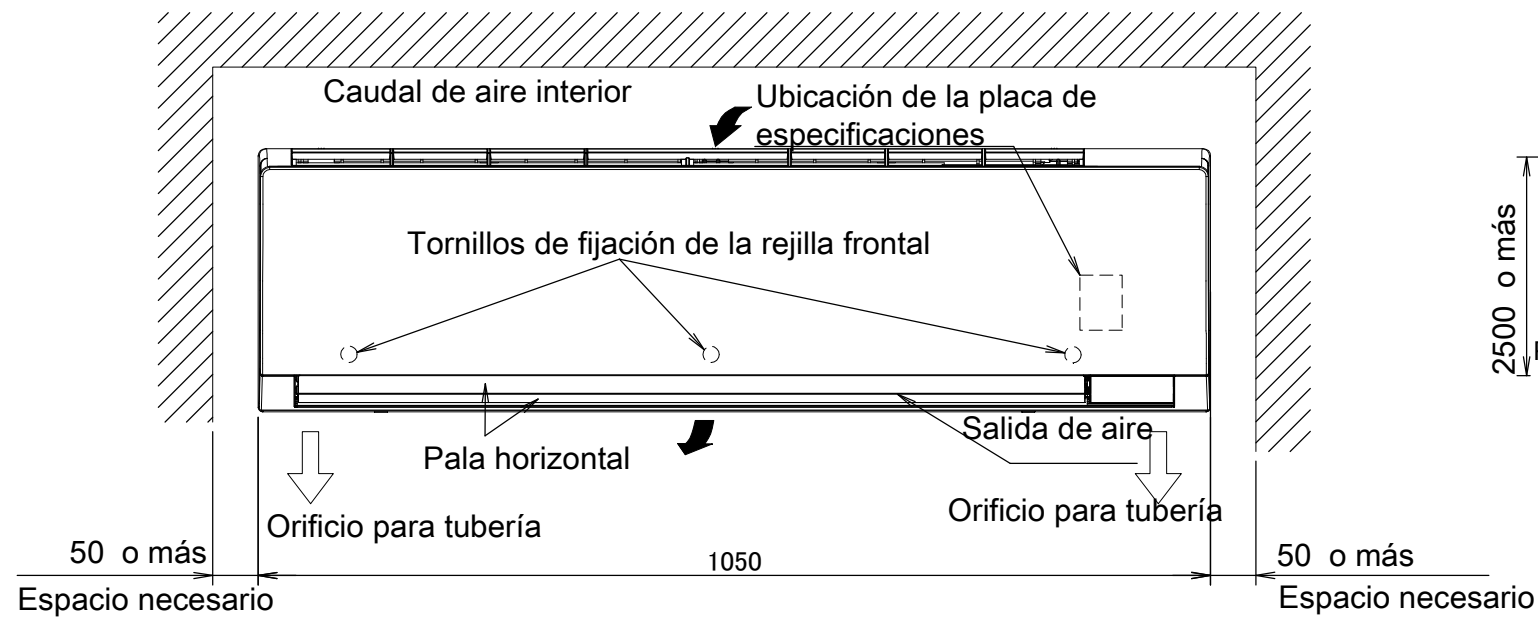 Caudal de aire interior
Ubicación de la placa de
especificaciones
Tornillos de fijación de la rejilla frontal
2500 o más
Salida de aire
Pala horizontal
Orificio para tubería
Orificio para tubería
50 o más
1050
50 o más
Espacio necesario
Espacio necesario